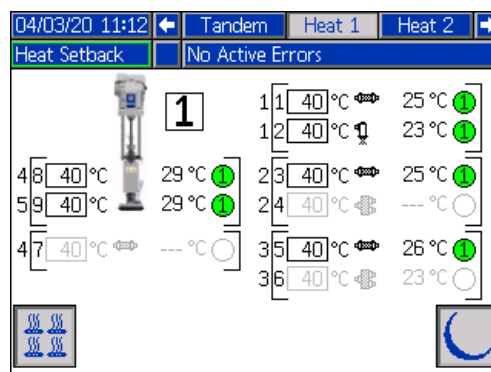 04/03/20 11:12 Tandem Heat 1 Heat 2
Heat Setback No Active Errors
1
1 1 40 °C 25 °C 1
1 2 40 °C 23 °C 1
4 8 40 °C 29 °C 1
5 9 40 °C 29 °C 1
2 3 40 °C 25 °C 1
2 4 40 °C --- °C
4 7 40 °C --- °C
3 5 40 °C 26 °C 1
3 6 40 °C 23 °C